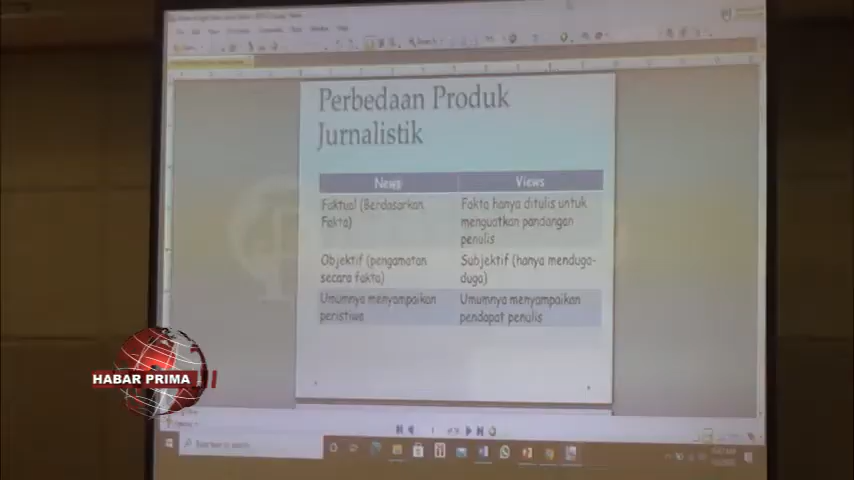 Perbedaan Produk
Jurnalistik
News
Views
Faktual (Berdasarkan
Fakta)
Fakta hanya ditulis untuk
menguatkan pandangan
penulis
Objektif (pengamatan
secara fakta)
Subjektif (hanya menduga-
duga)
Umumnya menyampaikan
peristiwa
Umumnya menyampaikan
pendapat penulis
HABAR PRIMA